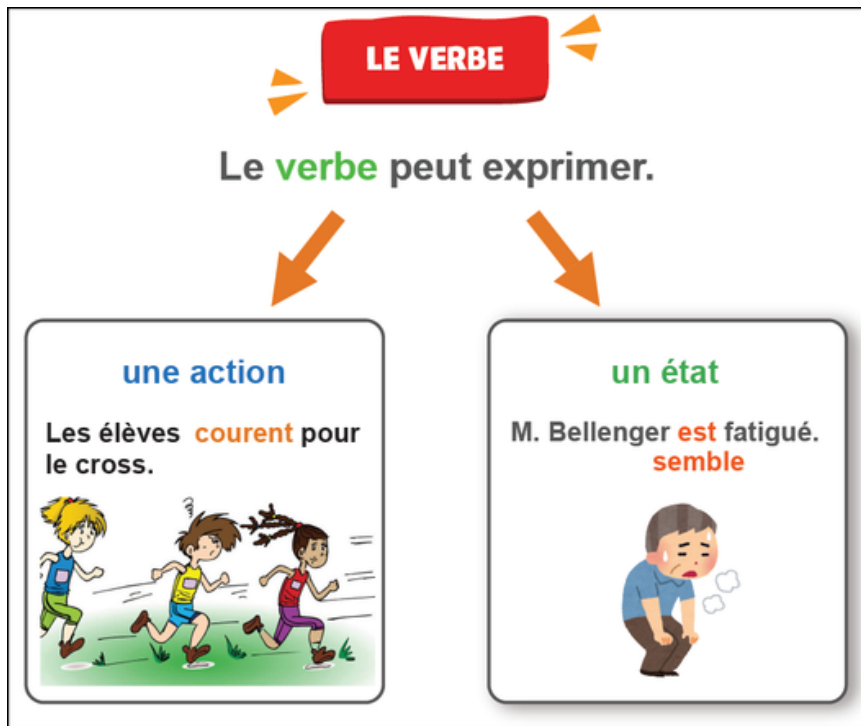 LE VERBE
Le verbe peut exprimer.
une action
Les élèves courent pour
le cross.
un état
M. Bellenger est fatigué.
semble